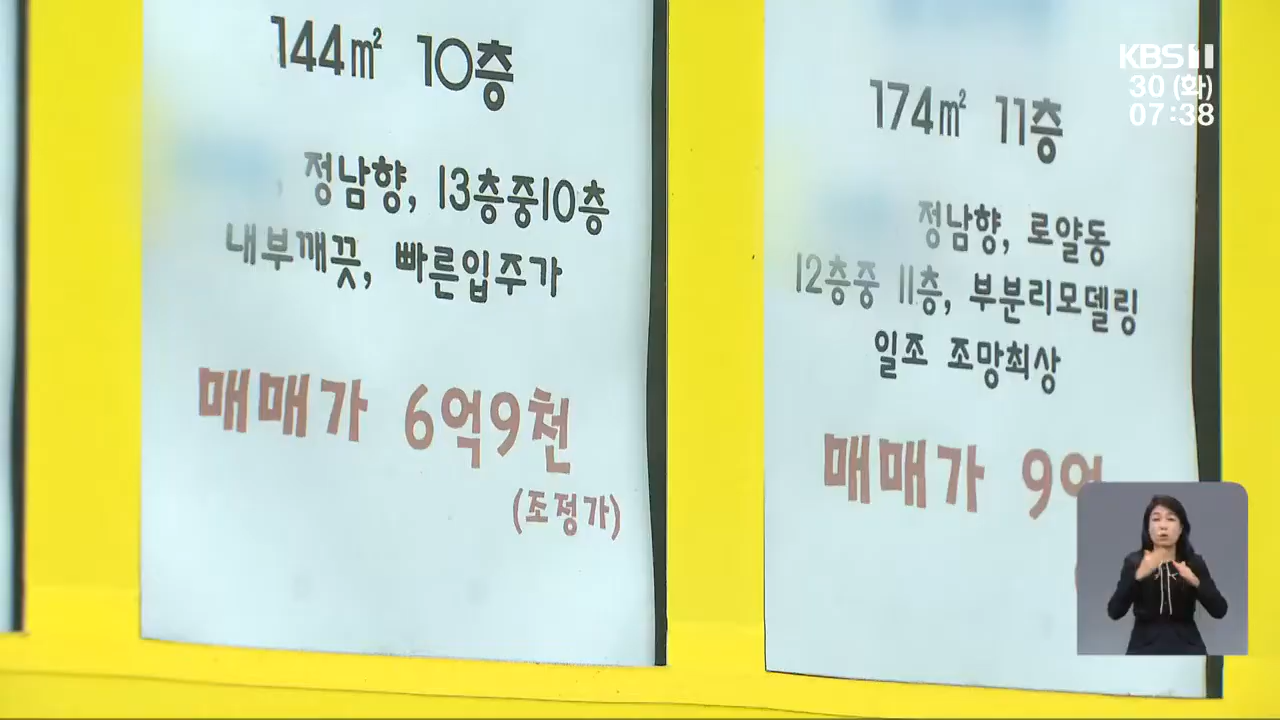 144㎡ 10층
정남향, 13층중10층
내부깨끗, 빠른입주가
매매가 6억9천
(조정가)
174㎡ 11층
정남향, 로얄동
12층중 11층, 부분리모델링
일조 조망최상
매매가 9억
KBS 1
30 (화)
07:38